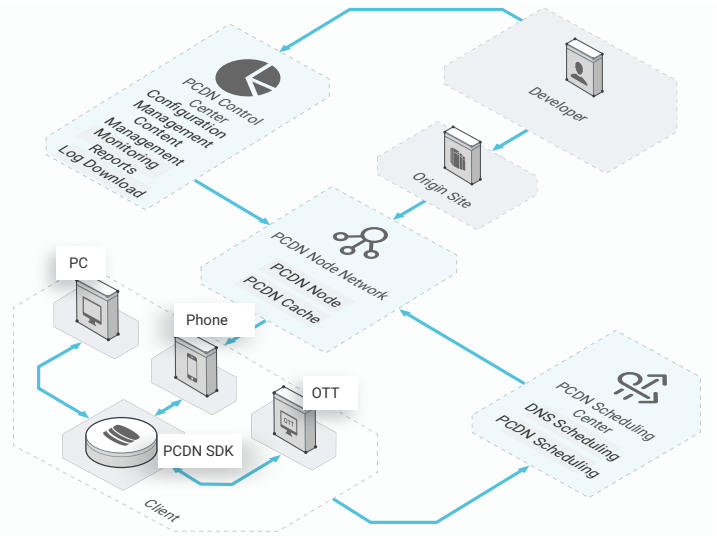 PCDN Control
Center
Configuration
Management
Content
Management
Monitoring
Reports
Log Download
Developer
Origin Site
PCDN Node Network
PCDN Node
PCDN Cache
PC
Phone
OTT
OTT
PCDN SDK
Client
PCDN Scheduling
Center
DNS Scheduling
PCDN Scheduling